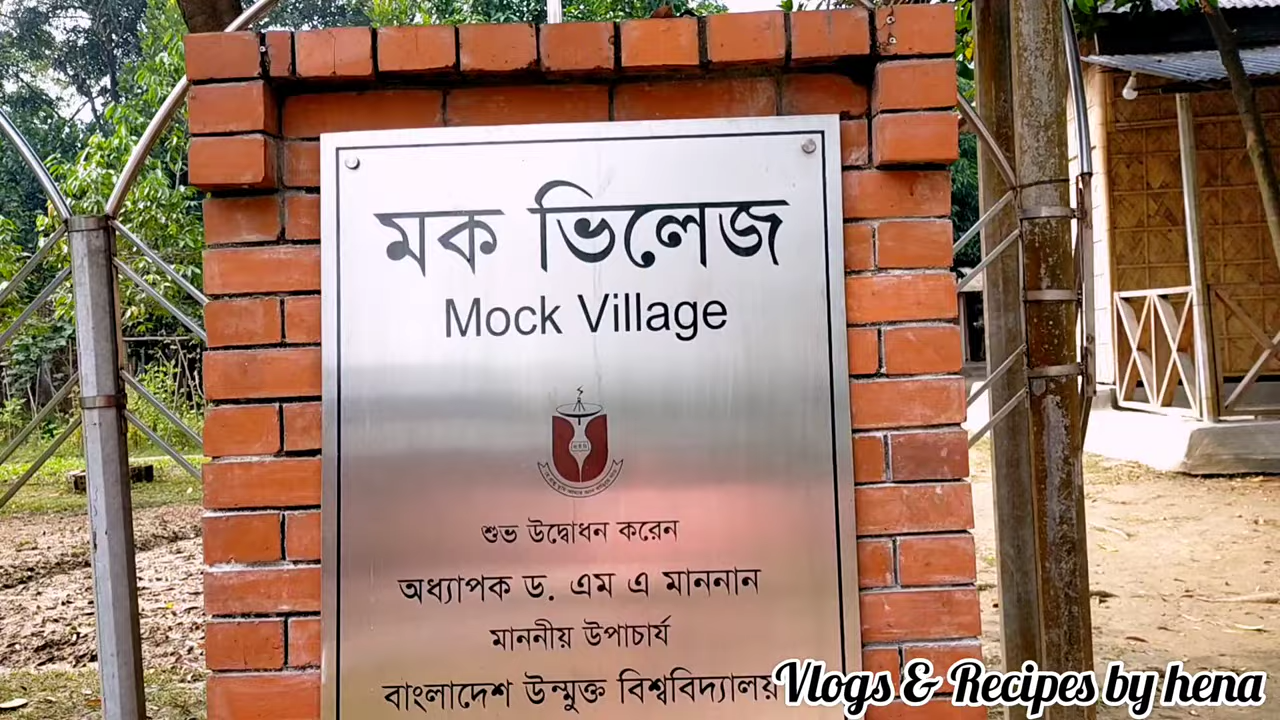 মক ভিলেজ
Mock Village
শুভ উদ্বোধন করেন
অধ্যাপক ড. এম এ মাননান
মাননীয় উপাচার্য
বাংলাদেশ উন্মুক্ত বিশ্ববিদ্যালয়
Vlogs & Recipes by hena